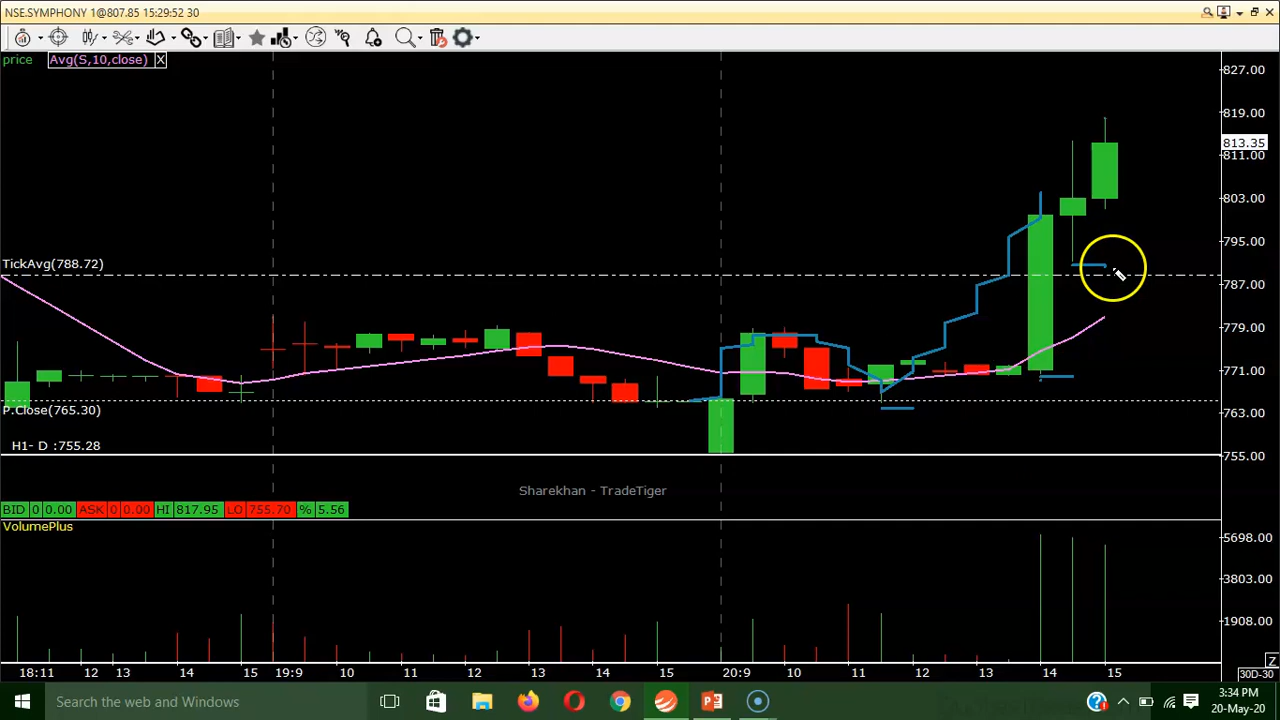 NSE.SYMPHONY 1@807.85 15:29:52 30
price Avg(S,10,close) X
827.00
819.00
813.35
811.00
803.00
795.00
TickAvg(788.72)
787.00
779.00
771.00
P.Close(765.30)
763.00
H1- D :755.28
755.00
Sharekhan - TradeTiger
BID 0 0.00 ASK 0 0.00 HI 817.95 LO 755.70 % 5.56
VolumePlus
5698.00
3803.00
1908.00
Z
18:11 12 13 14 15 19:9 10 11 12 13 14 15 20:9 10 11 12 13 14 15 30D-30
Search the web and Windows
3:34 PM
20-May-20